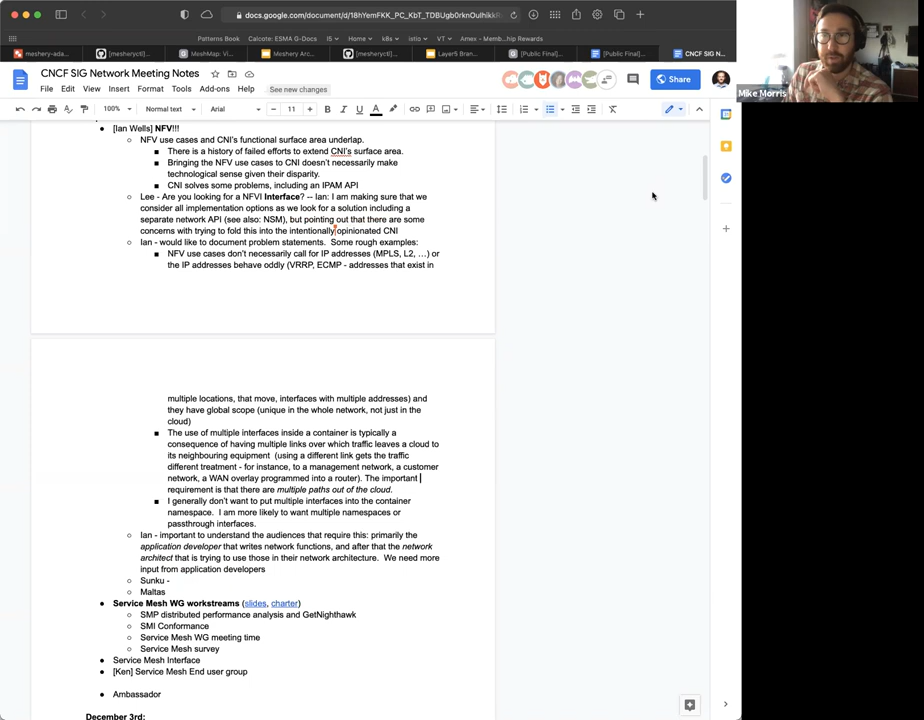 docs.google.com/document/d/18hYemFKK_PC_KbT_TDBUgb0rknOulhikkF
Patterns Book Calcote: ESMA G-Docs I5 Home k8s istio VT Amex - Memb...hip Rewards
meshery-ada... [mesheryctl]... MeshMap: Vi... Meshery Arc... [mesheryctl]... Layer5 Bran... [Public Final]... [Public Final]... CNCF SIG N...
CNCF SIG Network Meeting Notes
File Edit View Insert Format Tools Add-ons Help See new changes
Share
100% Normal text Arial 11 B I U A
Mike Morris
[Ian Wells] NFV!!!
NFV use cases and CNI's functional surface area underlap.
There is a history of failed efforts to extend CNI's surface area.
Bringing the NFV use cases to CNI doesn't necessarily make
technological sense given their disparity.
CNI solves some problems, including an IPAM API
Lee - Are you looking for a NFVI Interface? -- Ian: I am making sure that we
consider all implementation options as we look for a solution including a
separate network API (see also: NSM), but pointing out that there are some
concerns with trying to fold this into the intentionally opinionated CNI
Ian - would like to document problem statements. Some rough examples:
NFV use cases don't necessarily call for IP addresses (MPLS, L2, ...) or
the IP addresses behave oddly (VRRP, ECMP - addresses that exist in
multiple locations, that move, interfaces with multiple addresses) and
they have global scope (unique in the whole network, not just in the
cloud)
The use of multiple interfaces inside a container is typically a
consequence of having multiple links over which traffic leaves a cloud to
its neighbouring equipment (using a different link gets the traffic
different treatment - for instance, to a management network, a customer
network, a WAN overlay programmed into a router). The important
requirement is that there are multiple paths out of the cloud.
I generally don't want to put multiple interfaces into the container
namespace. I am more likely to want multiple namespaces or
passthrough interfaces.
Ian - important to understand the audiences that require this: primarily the
application developer that writes network functions, and after that the network
architect that is trying to use those in their network architecture. We need more
input from application developers
Sunku -
Maltas
Service Mesh WG workstreams (slides, charter)
SMP distributed performance analysis and GetNighthawk
SMI Conformance
Service Mesh WG meeting time
Service Mesh survey
Service Mesh Interface
[Ken] Service Mesh End user group
Ambassador
December 3rd: